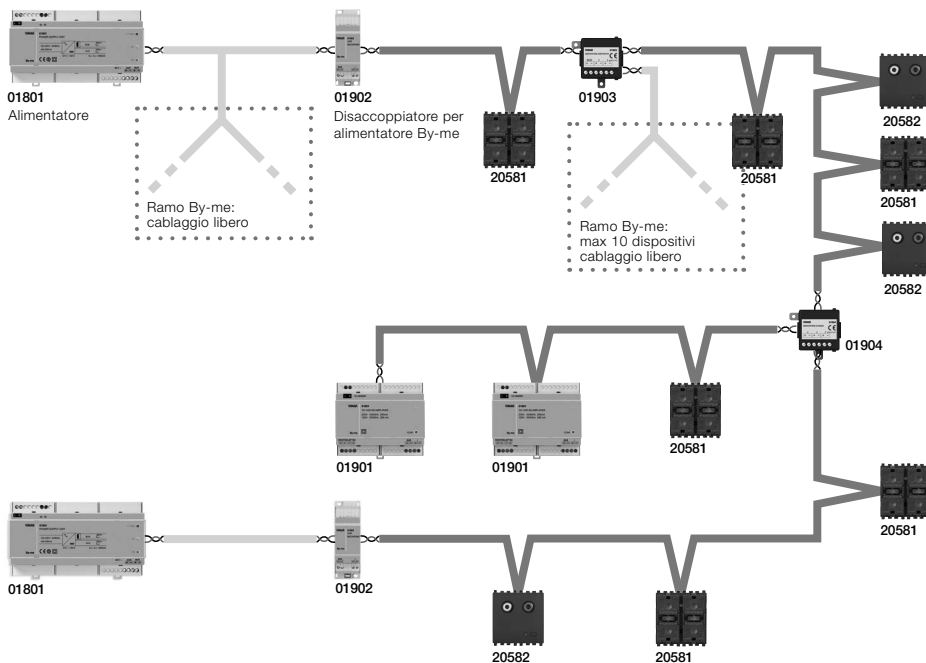 01801
Alimentatore
01902
Disaccoppiatore per
alimentatore By-me
01903
20581
20581
20582
20581
20582
Ramo By-me:
cablaggio libero
Ramo By-me:
max 10 dispositivi
cablaggio libero
01904
01901
01901
20581
20581
01801
01902
20582
20581